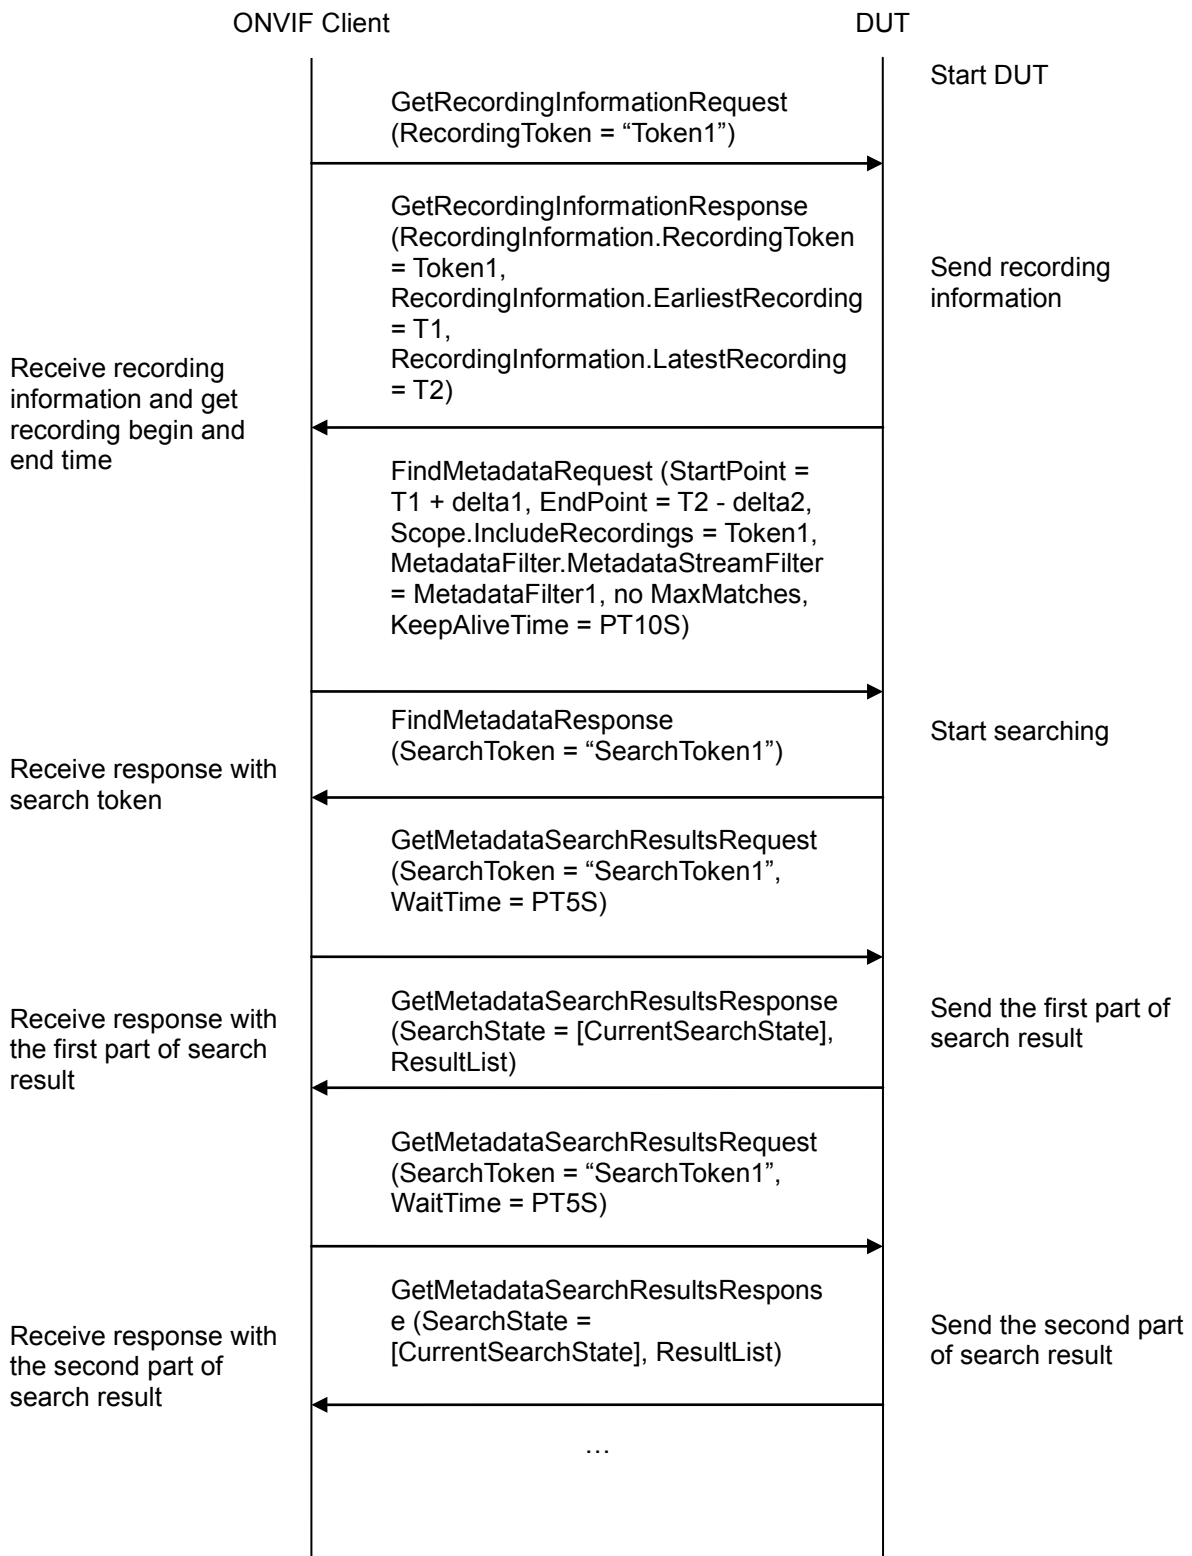 ONVIF Client
DUT
Start DUT
GetRecordingInformationRequest
(RecordingToken = “Token1”)
GetRecordingInformationResponse
(RecordingInformation.RecordingToken
= Token1,
RecordingInformation.EarliestRecording
= T1,
RecordingInformation.LatestRecording
= T2)
Send recording
information
Receive recording
information and get
recording begin and
end time
FindMetadataRequest (StartPoint =
T1 + delta1, EndPoint = T2 - delta2,
Scope.IncludeRecordings = Token1,
MetadataFilter.MetadataStreamFilter
= MetadataFilter1, no MaxMatches,
KeepAliveTime = PT10S)
FindMetadataResponse
(SearchToken = “SearchToken1”)
Start searching
Receive response with
search token
GetMetadataSearchResultsRequest
(SearchToken = “SearchToken1”,
WaitTime = PT5S)
GetMetadataSearchResultsResponse
(SearchState = [CurrentSearchState],
ResultList)
Send the first part of
search result
Receive response with
the first part of search
result
GetMetadataSearchResultsRequest
(SearchToken = “SearchToken1”,
WaitTime = PT5S)
GetMetadataSearchResultsRespons
e (SearchState =
[CurrentSearchState], ResultList)
Send the second part
of search result
Receive response with
the second part of
search result
…